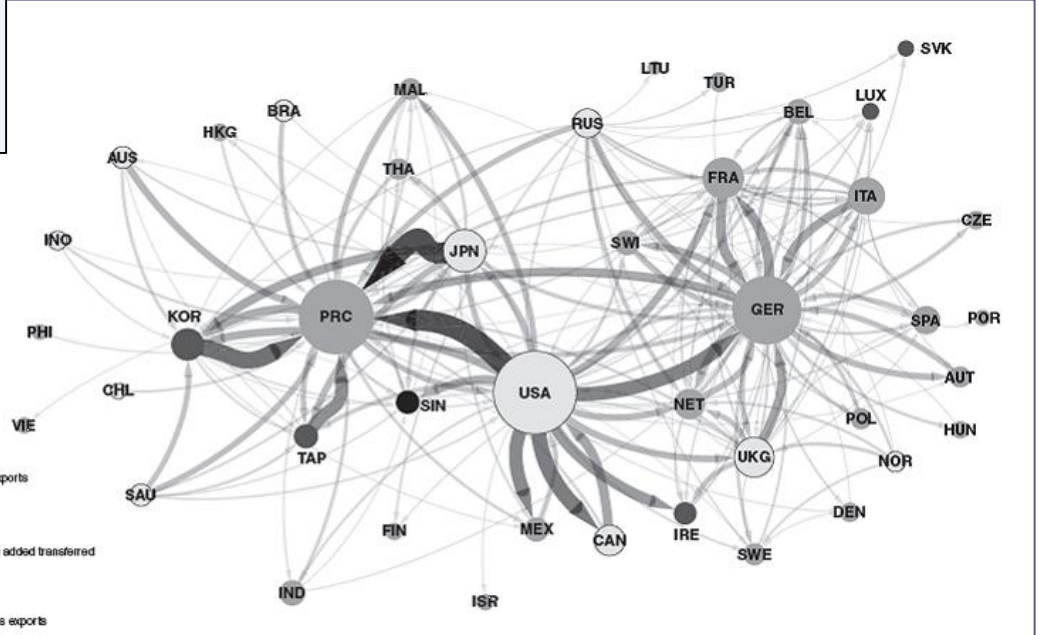 SVK
LTU
TUR
MAL
LUX
BRA
BEL
RUS
HKG
AUS
THA
FRA
ITA
CZE
INO
SWI
JPN
GER
KOR
PRC
SPA
POR
PHI
AUT
CHL
USA
SIN
NET
POL
VIE
HUN
TAP
UKG
NOR
xports
SAU
DEN
FIN
MEX
IRE
CAN
added transferred
SWE
IND
ISR
s exports